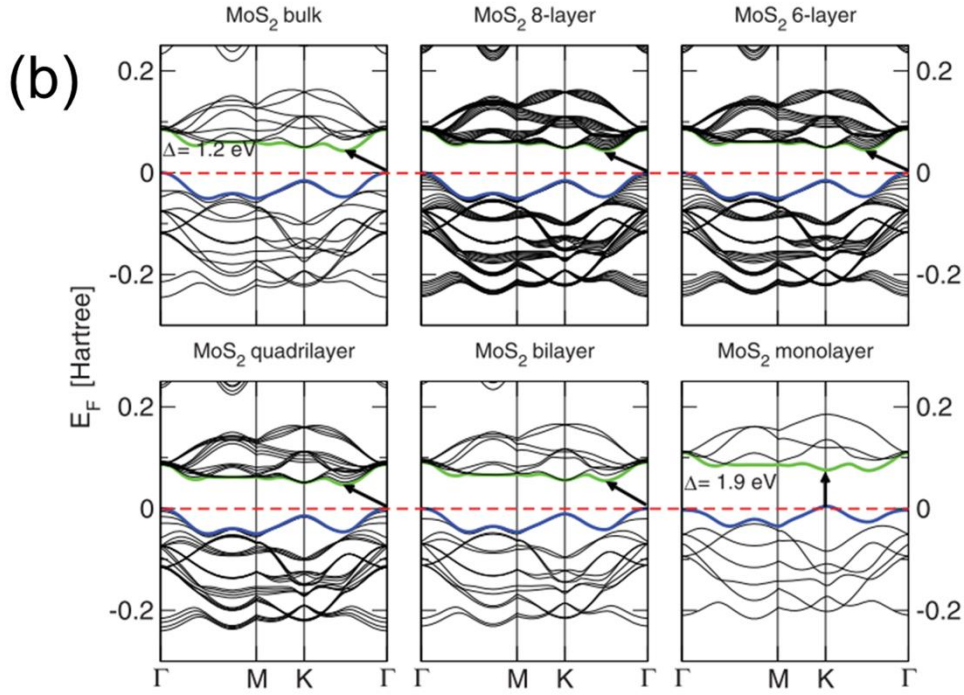 (b)
MoS2 bulk
MoS2 8-layer
MoS2 6-layer
0.2
0
-0.2
Δ= 1.2 eV
0.2
0
-0.2
MoS2 quadrilayer
MoS2 bilayer
MoS2 monolayer
EF [Hartree]
0.2
0
-0.2
Δ= 1.9 eV
0.2
0
-0.2
Γ M K Γ M K Γ M K Γ